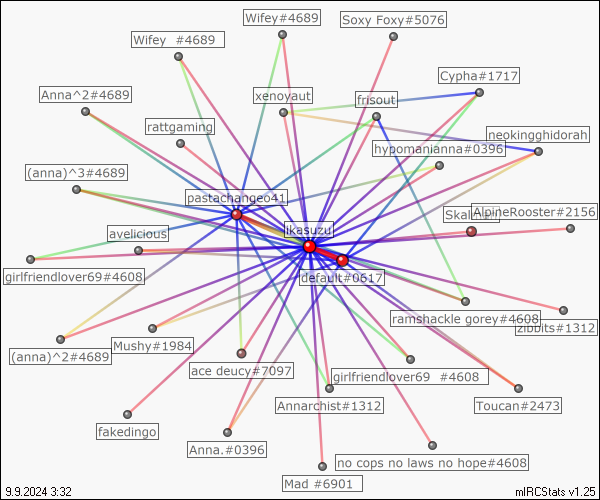 Wifey#4689
Soxy Foxy#5076
Wifey  #4689
Cypha#1717
Anna^2#4689
xenoyaut
frisout
rattgaming
neokingghidorah
hypomanianna#0396
(anna)^3#4689
pastachangeo41
AlpineRooster#2156
ikasuzu
avelicious
girlfriendlover69#4608
default#0617
ramshackle gorey#4608
zibbits#1312
Mushy#1984
(anna)^2#4689
ace deucy#7097
girlfriendlover69  #4608
Annarchist#1312
Toucan#2473
fakedingo
Anna.#0396
no cops no laws no hope#4608
Mad #6901
9.9.2024 3:32
mIRCStats v1.25